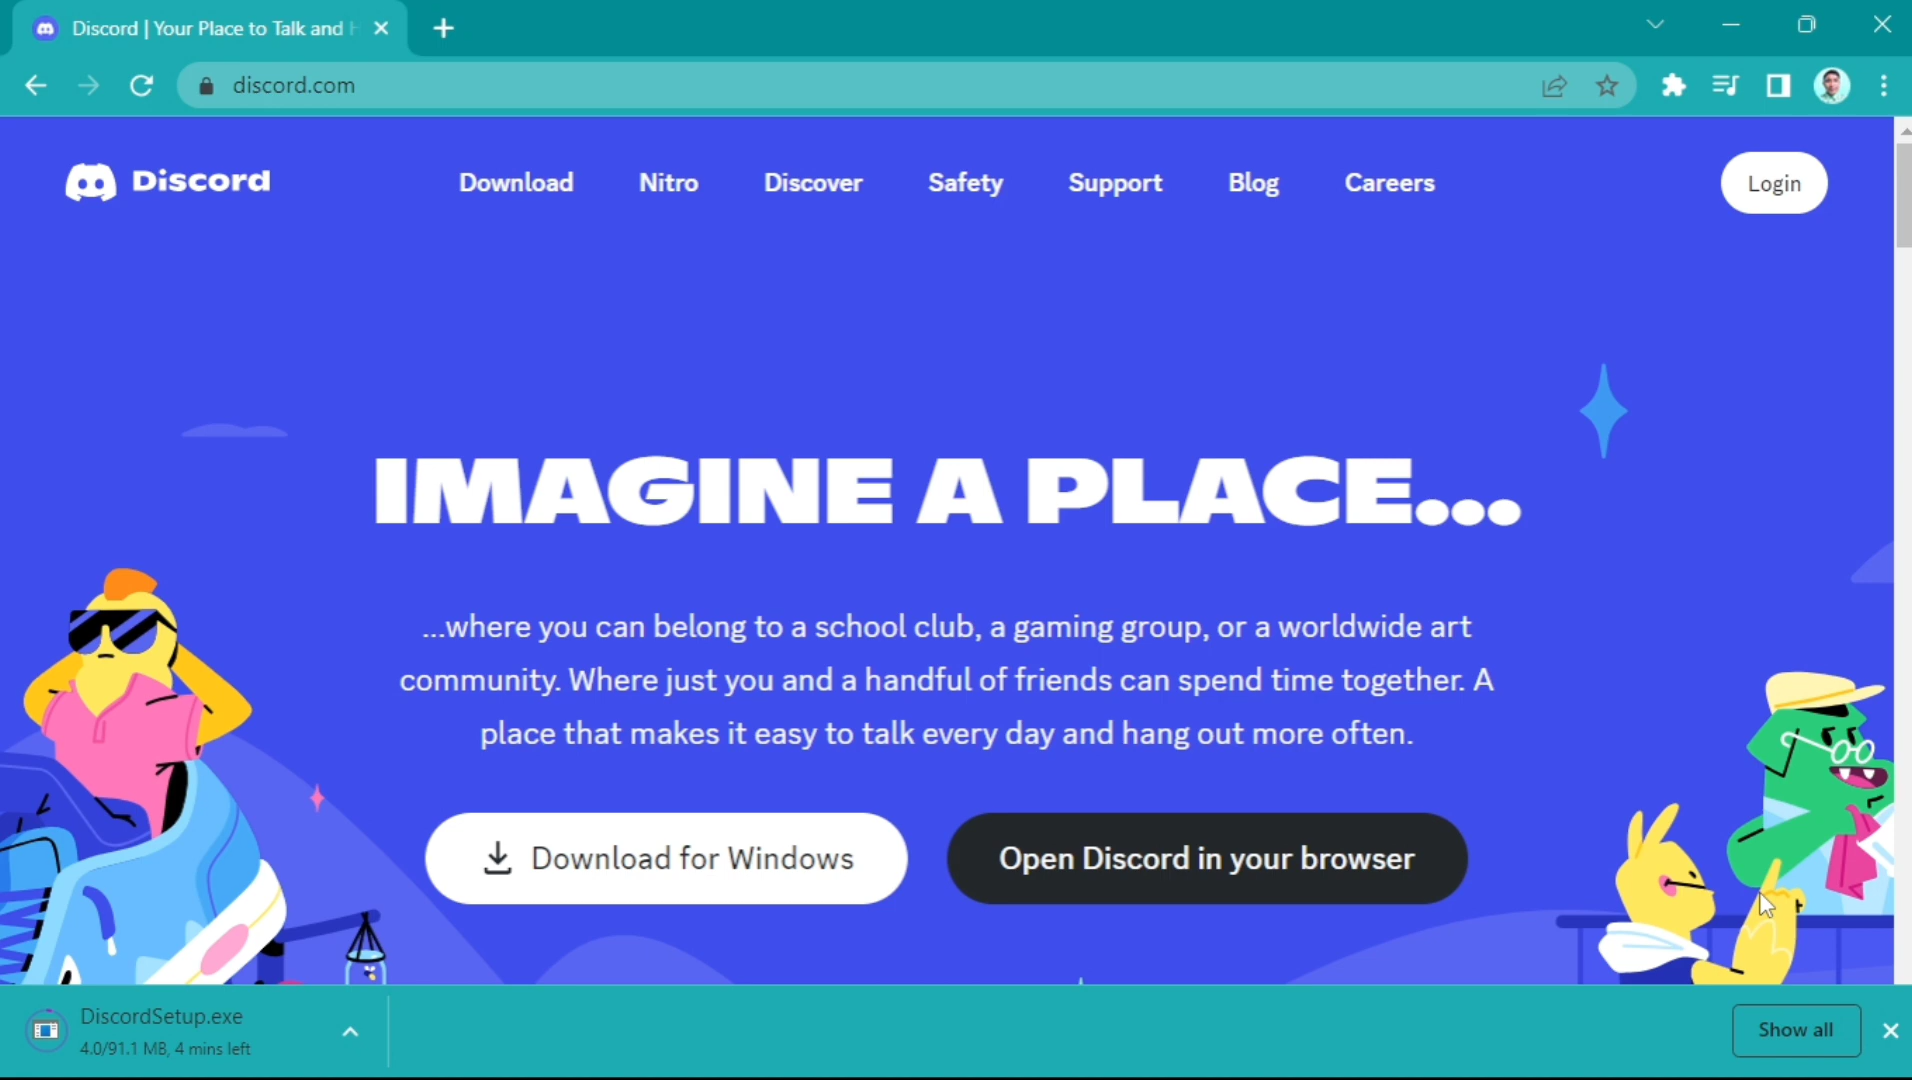 Discord | Your Place to Talk and
discord.com
Discord
Download
Nitro
Discover
Safety
Support
Blog
Careers
Login
IMAGINE A PLACE...
...where you can belong to a school club, a gaming group, or a worldwide art
community. Where just you and a handful of friends can spend time together. A
place that makes it easy to talk every day and hang out more often.
Download for Windows
Open Discord in your browser
DiscordSetup.exe
4.0/91.1 MB, 4 mins left
Show all